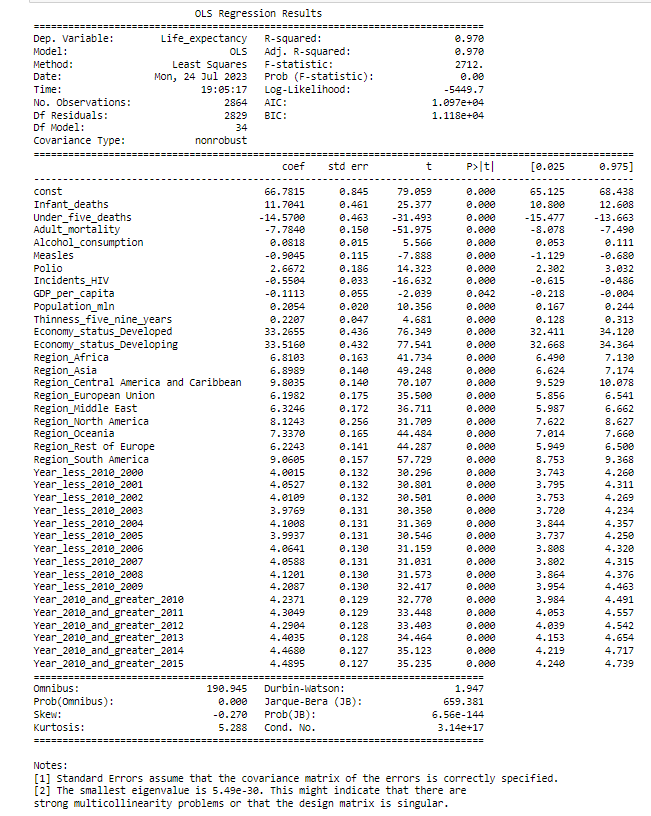 OLS Regression Results
Dep. Variable: Life_expectancy R-squared: 0.970
Model: OLS Adj. R-squared: 0.970
Method: Least Squares F-statistic: 2712.
Date: Mon, 24 Jul 2023 Prob (F-statistic): 0.00
Time: 19:05:17 Log-Likelihood: -5449.7
No. Observations: 2864 AIC: 1.097e+04
Df Residuals: 2829 BIC: 1.118e+04
Df Model: 34
Covariance Type: nonrobust
coef std err t P>|t| [0.025 0.975]
const 66.7815 0.845 79.059 0.000 65.125 68.438
Infant_deaths 11.7041 0.461 25.377 0.000 10.800 12.608
Under_five_deaths -14.5700 0.463 -31.493 0.000 -15.477 -13.663
Adult_mortality -7.7840 0.150 -51.975 0.000 -8.078 -7.490
Alcohol_consumption 0.0818 0.015 5.566 0.000 0.053 0.111
Measles -0.9045 0.115 -7.888 0.000 -1.129 -0.680
Polio 2.6672 0.186 14.323 0.000 2.302 3.032
Incidents_HIV -0.5504 0.033 -16.632 0.000 -0.615 -0.486
GDP_per_capita -0.1113 0.055 -2.039 0.042 -0.218 -0.004
Population_mln 0.2054 0.020 10.356 0.000 0.167 0.244
Thinness_five_nine_years 0.2207 0.047 4.681 0.000 0.128 0.313
Economy_status_Developed 33.2655 0.436 76.349 0.000 32.411 34.120
Economy_status_Developing 33.5160 0.432 77.541 0.000 32.668 34.364
Region_Africa 6.8103 0.163 41.734 0.000 6.490 7.130
Region_Asia 6.8989 0.140 49.248 0.000 6.624 7.174
Region_Central America and Caribbean 9.8035 0.140 70.107 0.000 9.529 10.078
Region_European Union 6.1982 0.175 35.500 0.000 5.856 6.541
Region_Middle East 6.3246 0.172 36.711 0.000 5.987 6.662
Region_North America 8.1243 0.256 31.709 0.000 7.622 8.627
Region_Oceania 7.3370 0.165 44.484 0.000 7.014 7.660
Region_Rest of Europe 6.2243 0.141 44.287 0.000 5.949 6.500
Region_South America 9.0605 0.157 57.729 0.000 8.753 9.368
Year_less_2010_2000 4.0015 0.132 30.296 0.000 3.743 4.260
Year_less_2010_2001 4.0527 0.132 30.801 0.000 3.795 4.311
Year_less_2010_2002 4.0109 0.132 30.501 0.000 3.753 4.269
Year_less_2010_2003 3.9769 0.131 30.350 0.000 3.720 4.234
Year_less_2010_2004 4.1008 0.131 31.369 0.000 3.844 4.357
Year_less_2010_2005 3.9937 0.131 30.546 0.000 3.737 4.250
Year_less_2010_2006 4.0641 0.130 31.159 0.000 3.808 4.320
Year_less_2010_2007 4.0588 0.131 31.031 0.000 3.802 4.315
Year_less_2010_2008 4.1201 0.130 31.573 0.000 3.864 4.376
Year_less_2010_2009 4.2087 0.130 32.417 0.000 3.954 4.463
Year_2010_and_greater_2010 4.2371 0.129 32.770 0.000 3.984 4.491
Year_2010_and_greater_2011 4.3049 0.129 33.448 0.000 4.053 4.557
Year_2010_and_greater_2012 4.2904 0.128 33.403 0.000 4.039 4.542
Year_2010_and_greater_2013 4.4035 0.128 34.464 0.000 4.153 4.654
Year_2010_and_greater_2014 4.4680 0.127 35.123 0.000 4.219 4.717
Year_2010_and_greater_2015 4.4895 0.127 35.235 0.000 4.240 4.739
Omnibus: 190.945 Durbin-Watson: 1.947
Prob(Omnibus): 0.000 Jarque-Bera (JB): 659.381
Skew: -0.270 Prob(JB): 6.56e-144
Kurtosis: 5.288 Cond. No. 3.14e+17
Notes:
[1] Standard Errors assume that the covariance matrix of the errors is correctly specified.
[2] The smallest eigenvalue is 5.49e-30. This might indicate that there are
strong multicollinearity problems or that the design matrix is singular.